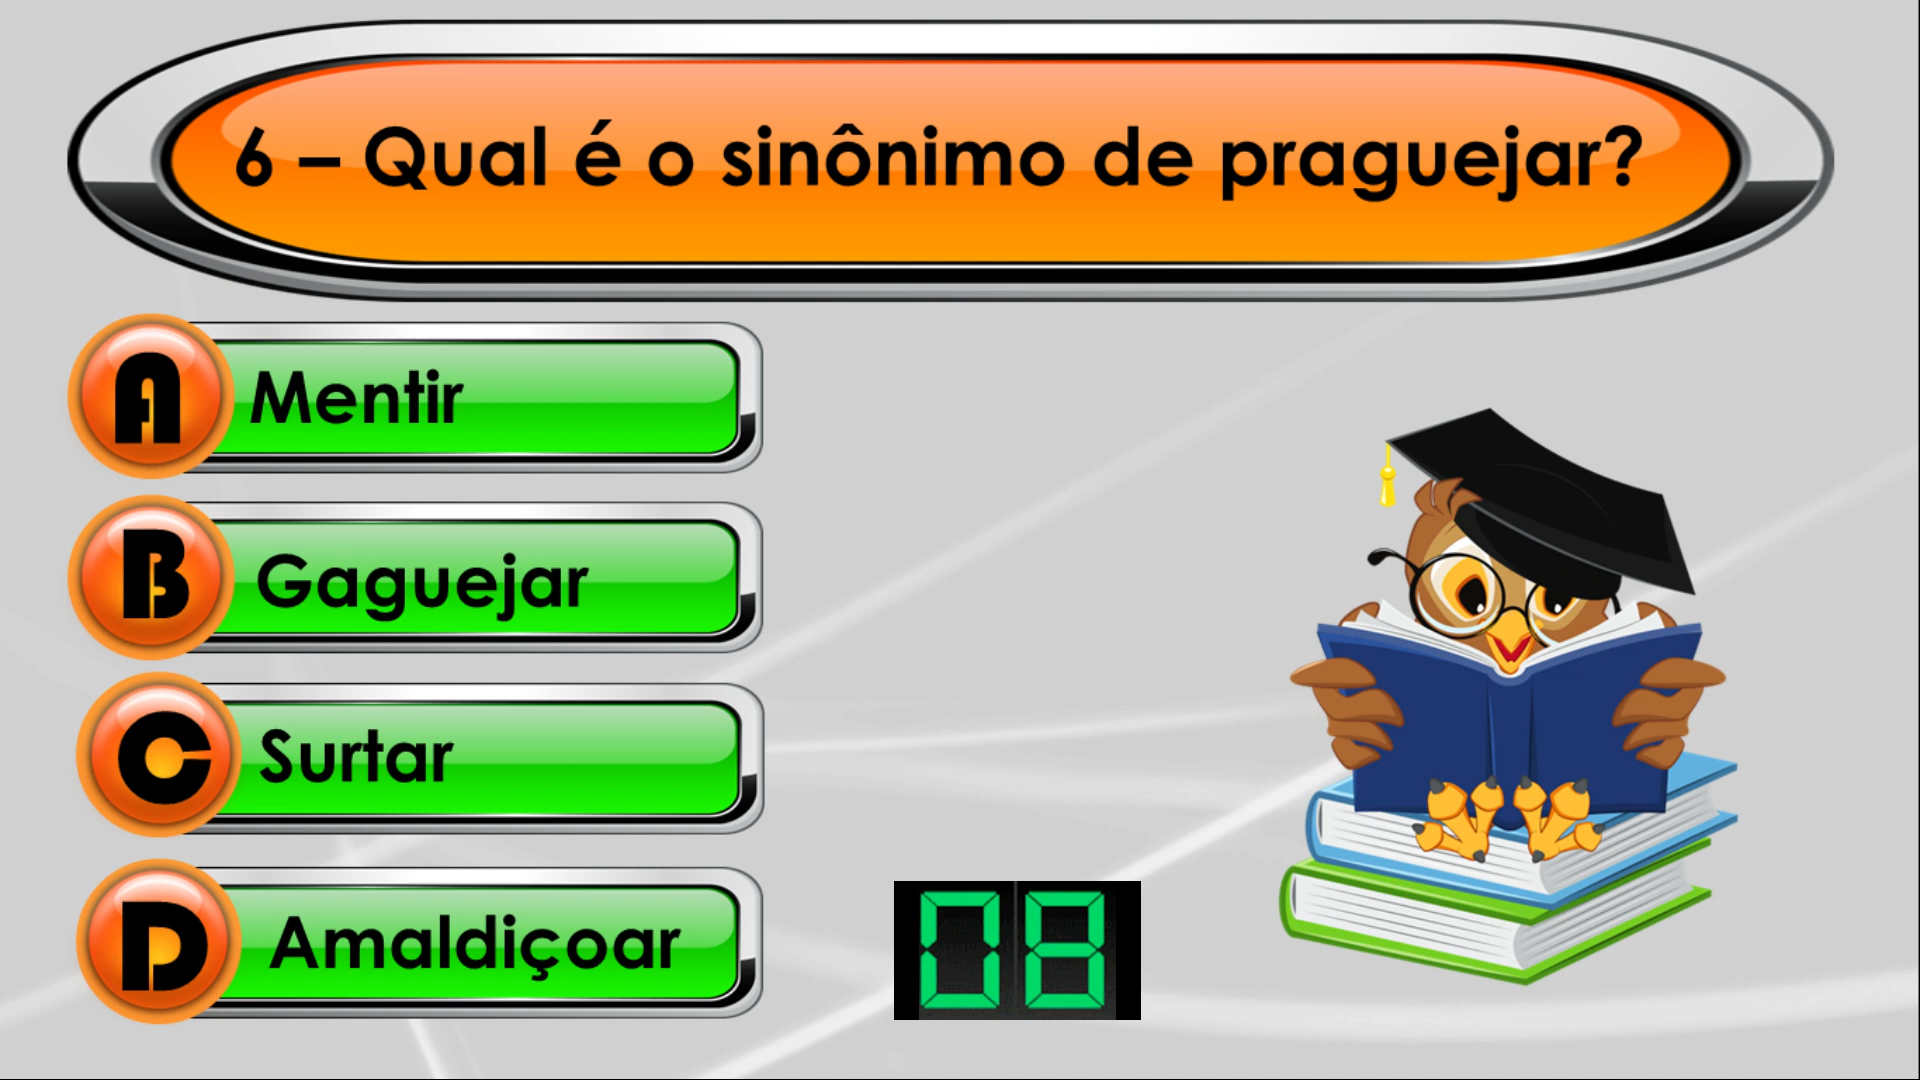 6 – Qual é o sinônimo de praguejar?
A Mentir
B Gaguejar
C Surtar
D Amaldiçoar
08